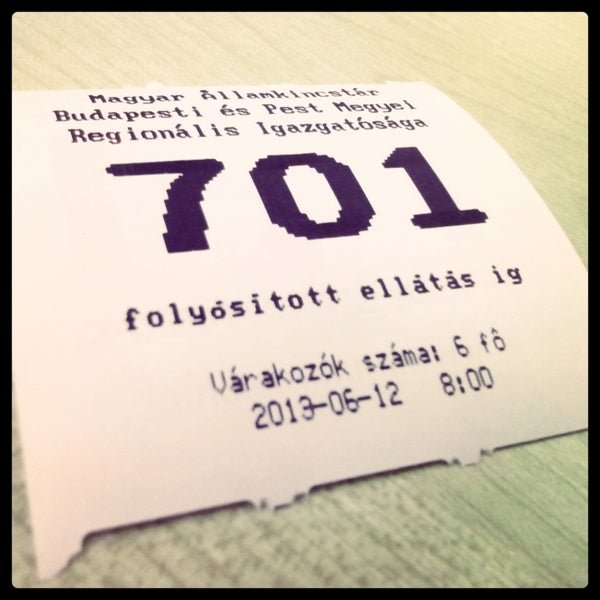 Magyar Államkincstár
Budapesti és Pest Megyei
Regionális Igazgatósága
701
folyósított ellátás ig
Várakozók száma: 6 fô
2013-06-12 8:00